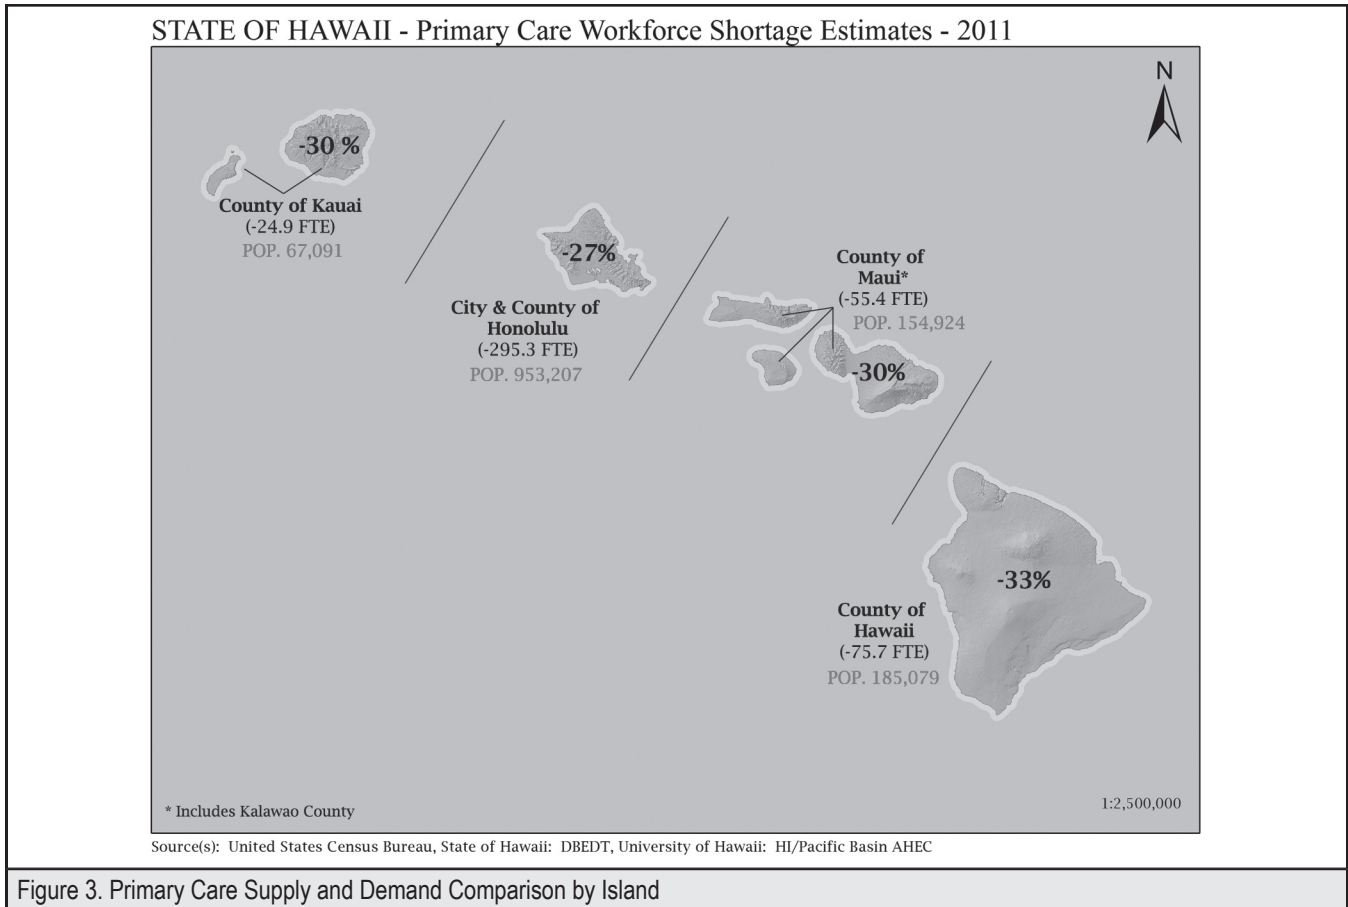 STATE OF HAWAII - Primary Care Workforce Shortage Estimates - 2011
N
-30 %
County of Kauai
(-24.9 FTE)
POP. 67,091
-27%
City & County of
Honolulu
(-295.3 FTE)
POP. 953,207
County of
Maui*
(-55.4 FTE)
POP. 154,924
-30%
-33%
County of
Hawaii
(-75.7 FTE)
POP. 185,079
* Includes Kalawao County
1:2,500,000
Source(s): United States Census Bureau, State of Hawaii: DBEDT, University of Hawaii: HI/Pacific Basin AHEC
Figure 3. Primary Care Supply and Demand Comparison by Island